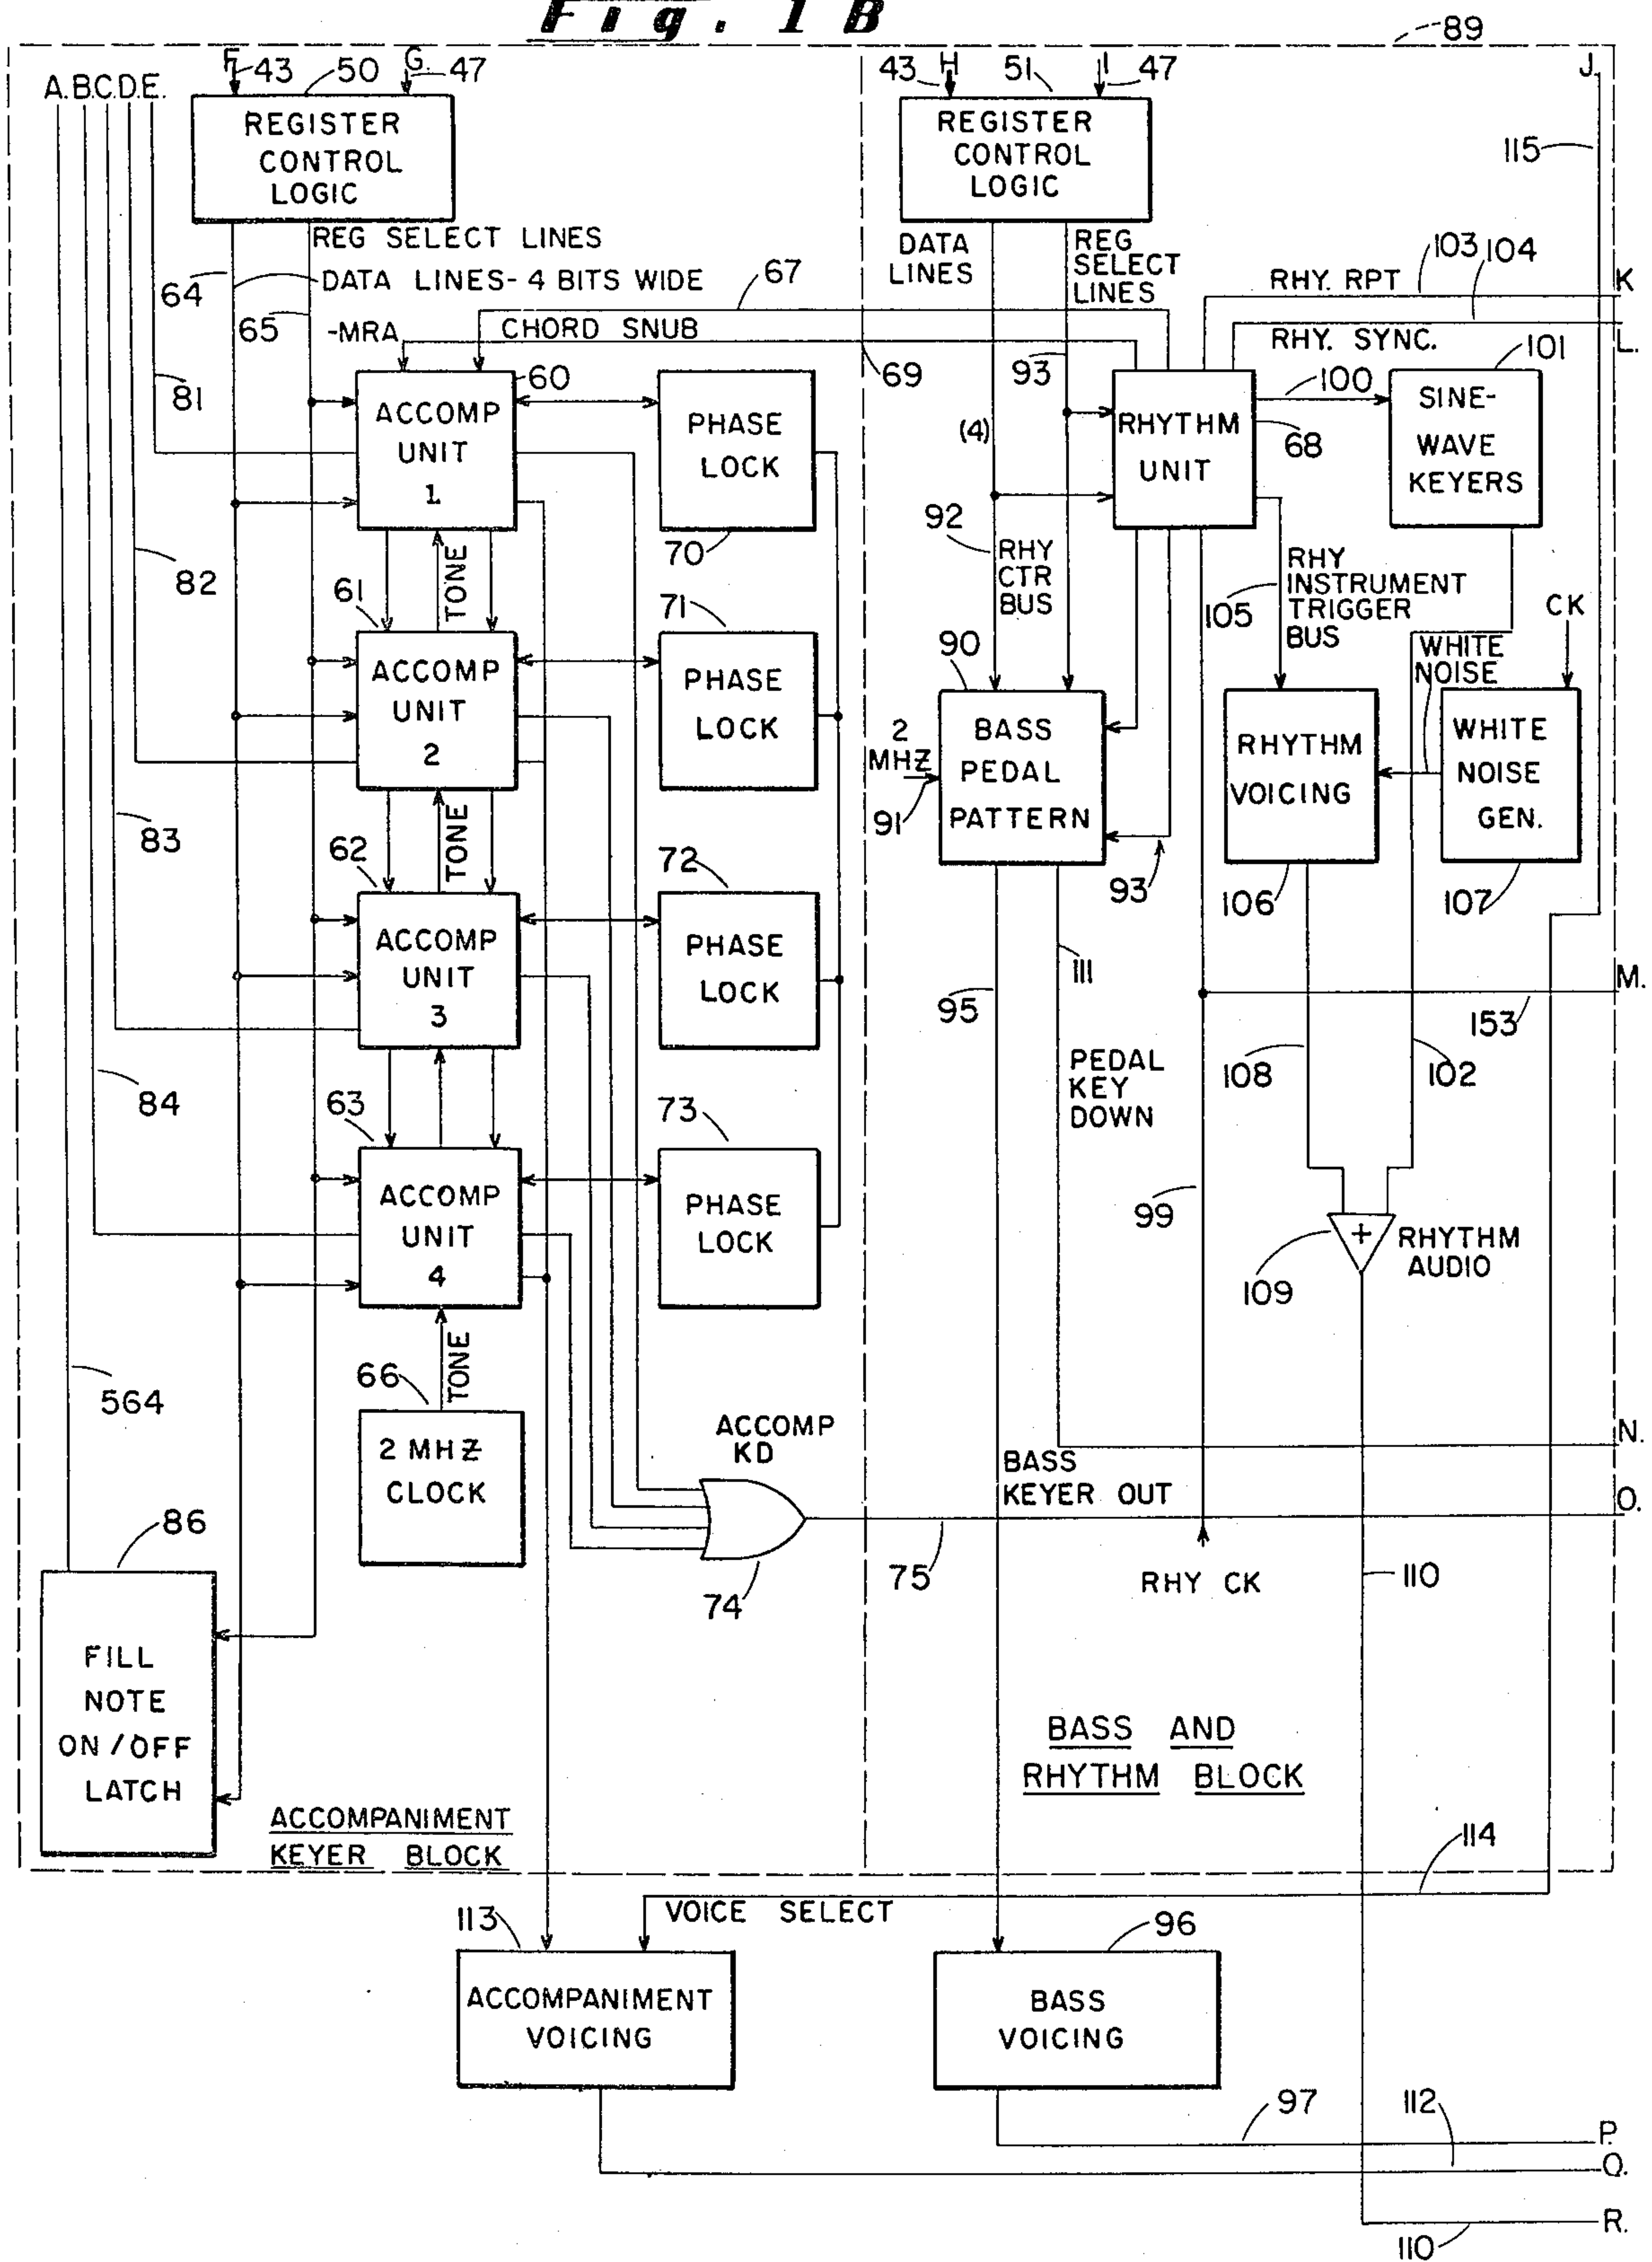 Fig. 1B
89
A.B.C.D.E.
F
43
50
G.
47
43
H
51
I
47
J.
REGISTER
CONTROL
LOGIC
REGISTER
CONTROL
LOGIC
115
REG SELECT LINES
DATA LINES
REG
SELECT
LINES
64
DATA LINES-4 BITS WIDE
67
RHY. RPT
103
104
K
65
-MRA
CHORD SNUB
69
93
RHY. SYNC.
L.
101
81
60
ACCOMP
UNIT
1
PHASE
LOCK
70
(4)
RHYTHM
UNIT
100
68
SINE-
WAVE
KEYERS
82
61
TONE
71
92
RHY
CTR
BUS
105
RHY
INSTRUMENT
TRIGGER
BUS
CK
WHITE
NOISE
ACCOMP
UNIT
2
PHASE
LOCK
90
2
MHZ
91
BASS
PEDAL
PATTERN
RHYTHM
VOICING
WHITE
NOISE
GEN.
83
62
TONE
72
93
106
107
ACCOMP
UNIT
3
PHASE
LOCK
95
111
M.
153
84
63
73
PEDAL
KEY
DOWN
108
102
ACCOMP
UNIT
4
PHASE
LOCK
99
109
+
RHYTHM
AUDIO
564
66
TONE
2 MHZ
CLOCK
ACCOMP
KD
74
BASS
KEYER OUT
N.
O.
86
75
RHY CK
110
FILL
NOTE
ON/OFF
LATCH
BASS AND
RHYTHM BLOCK
ACCOMPANIMENT
KEYER BLOCK
114
113
VOICE SELECT
96
ACCOMPANIMENT
VOICING
BASS
VOICING
97
112
P.
Q.
110
R.